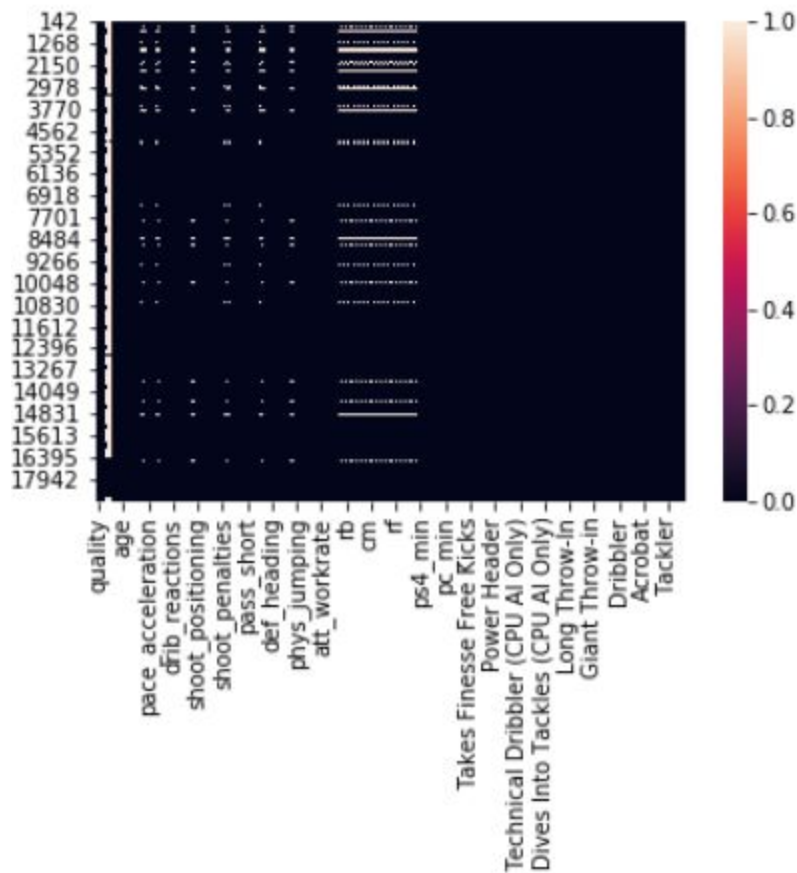 142
1268
2150
2978
3770
4562
5352
6136
6918
7701
8484
9266
10048
10830
11612
12396
13267
14049
14831
15613
16395
17942
1.0
0.8
0.6
0.4
0.2
0.0
quality
age
pace_acceleration
drib_reactions
shoot_positioning
shoot_penalties
pass_short
def_heading
phys_jumping
att_workrate
rb
cm
rf
ps4_min
pc_min
Takes Finesse Free Kicks
Power Header
Technical Dribbler (CPU AI Only)
Dives Into Tackles (CPU AI Only)
Long Throw-in
Giant Throw-in
Dribbler
Acrobat
Tackler